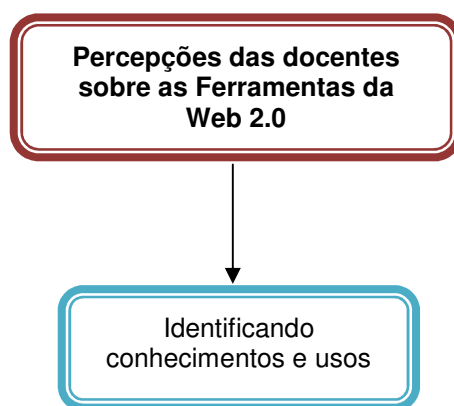 Percepções das docentes
sobre as Ferramentas da
Web 2.0
Identificando
conhecimentos e usos